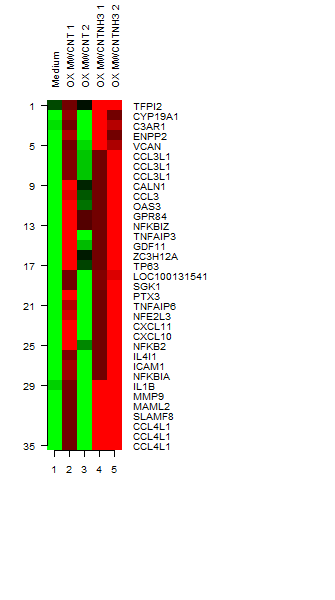 Medium
OX MWCNT 1
OX MWCNT 2
OX MWCNTNH3 1
OX MWCNTNH3 2
1 TFPI2
CYP19A1
C3AR1
ENPP2
5 VCAN
CCL3L1
CCL3L1
CCL3L1
9 CALN1
CCL3
OAS3
GPR84
13 NFKBIZ
TNFAIP3
GDF11
ZC3H12A
17 TP63
LOC100131541
SGK1
PTX3
21 TNFAIP6
NFE2L3
CXCL11
CXCL10
25 NFKB2
IL4I1
ICAM1
NFKBIA
29 IL1B
MMP9
MAML2
SLAMF8
CCL4L1
CCL4L1
35 CCL4L1
1 2 3 4 5